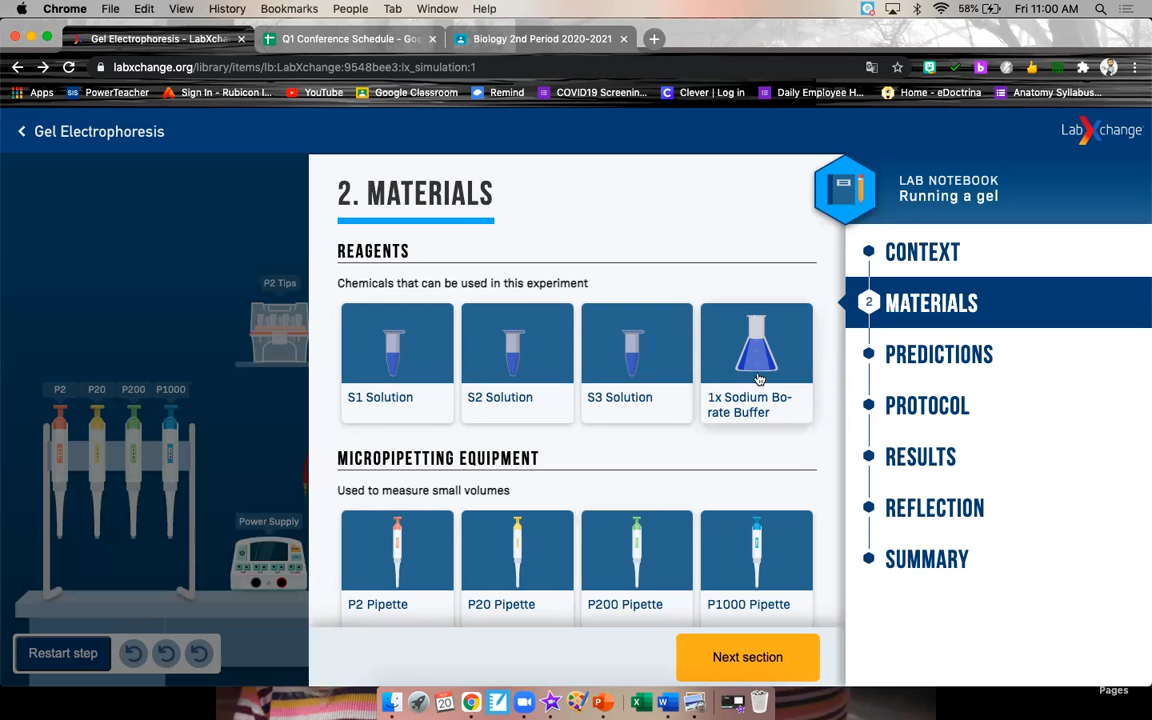 Chrome File Edit View History Bookmarks People Tab Window Help 58% Fri 11:00 AM
Gel Electrophoresis - LabXcha Q1 Conference Schedule - Goo Biology 2nd Period 2020-2021
labxchange.org/library/items/lb:LabXchange:9548bee3:lx_simulation:1
Apps SIS PowerTeacher Sign In - Rubicon I... YouTube Google Classroom Remind COVID19 Screenin... Clever | Log in Daily Employee H... Home - eDoctrina Anatomy Syllabus...
Gel Electrophoresis
LabXchange
2. MATERIALS
LAB NOTEBOOK
Running a gel
REAGENTS
Chemicals that can be used in this experiment
S1 Solution S2 Solution S3 Solution 1x Sodium Bo-
rate Buffer
MICROPIPETTING EQUIPMENT
Used to measure small volumes
P2 Pipette P20 Pipette P200 Pipette P1000 Pipette
Next section
CONTEXT
2 MATERIALS
PREDICTIONS
PROTOCOL
RESULTS
REFLECTION
SUMMARY
P2 Tips
P2 P20 P200 P1000
Power Supply
Restart step
20
Pages